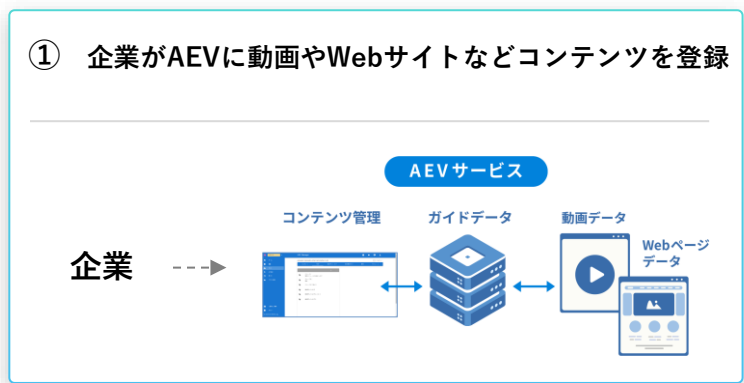 ① 企業がAEVに動画やWebサイトなどコンテンツを登録
AEVサービス
コンテンツ管理
ガイドデータ
動画データ
Webページ
データ
企業